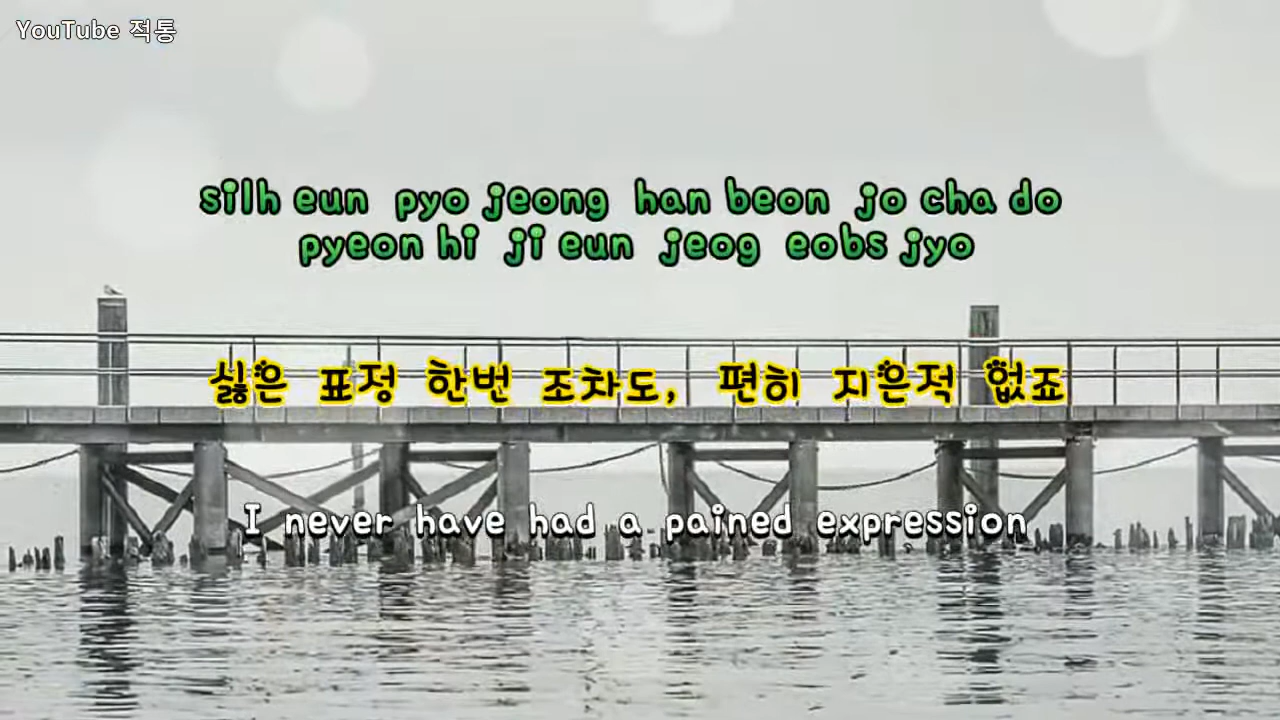 YouTube 적통
silh eun pyo jeong han beon jo cha do
pyeon hi ji eun jeog eobs jyo
싫은 표정 한번 조차도, 편히 지은적 없죠
I never have had a pained expression